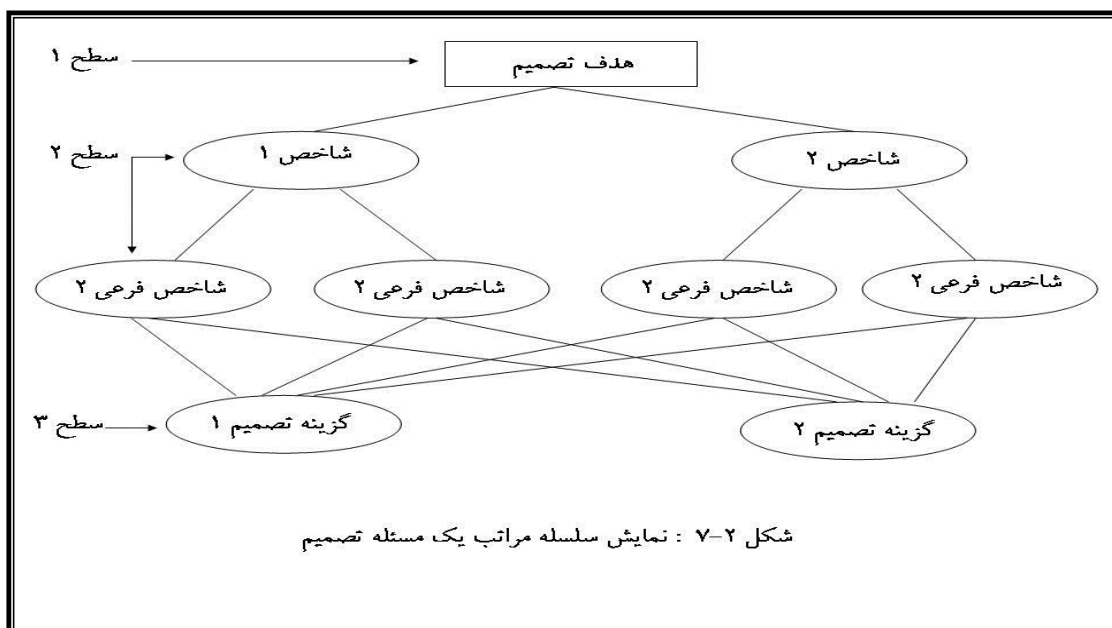 سطح ۱
هدف تصمیم
سطح ۲
شاخص ۱
شاخص ۲
شاخص فرعی ۲
شاخص فرعی ۲
شاخص فرعی ۲
شاخص فرعی ۲
سطح ۳
گزینه تصمیم ۱
گزینه تصمیم ۲
شکل ۲-۷ : نمایش سلسله مراتب یک مسئله تصمیم